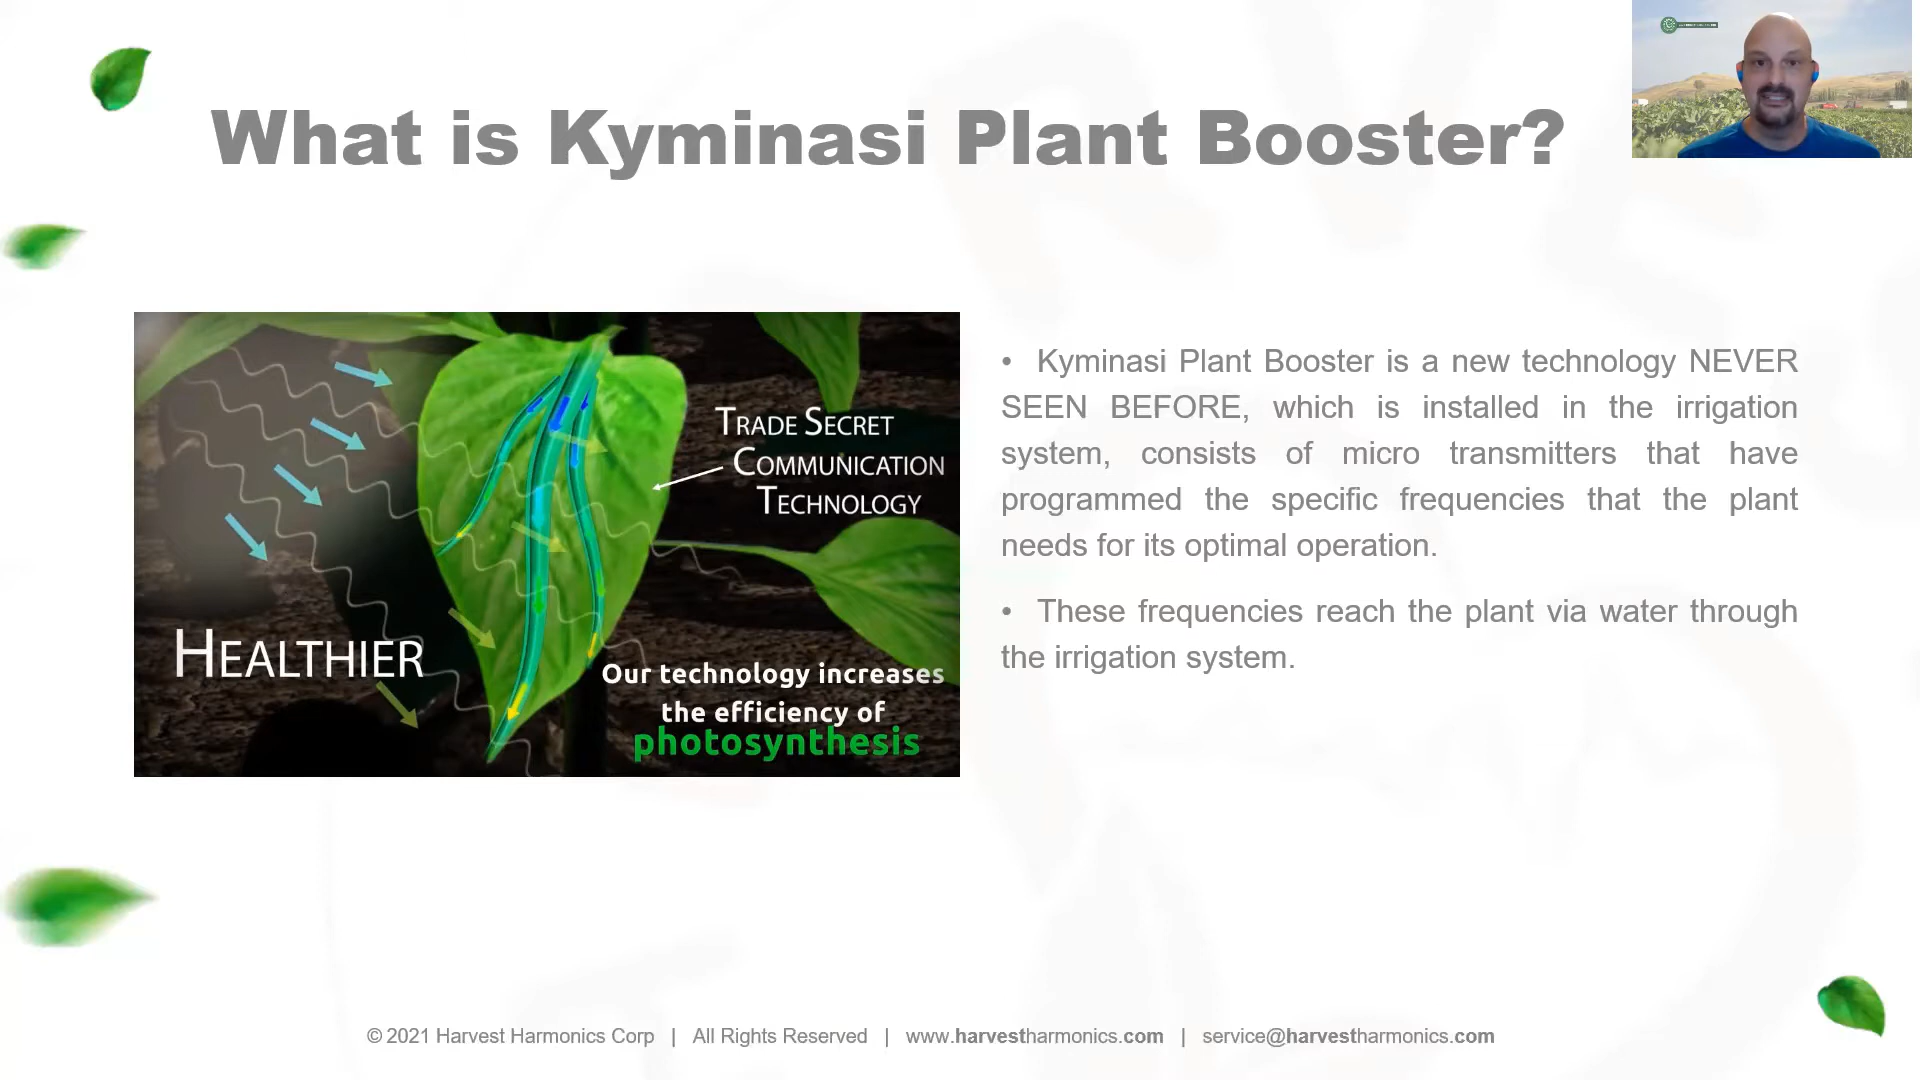 What is Kyminasi Plant Booster?
TRADE SECRET
COMMUNICATION
TECHNOLOGY
HEALTHIER
Our technology increases
the efficiency of
photosynthesis
• Kyminasi Plant Booster is a new technology NEVER
SEEN BEFORE, which is installed in the irrigation
system, consists of micro transmitters that have
programmed the specific frequencies that the plant
needs for its optimal operation.
• These frequencies reach the plant via water through
the irrigation system.
© 2021 Harvest Harmonics Corp | All Rights Reserved | www.harvestharmonics.com | service@harvestharmonics.com